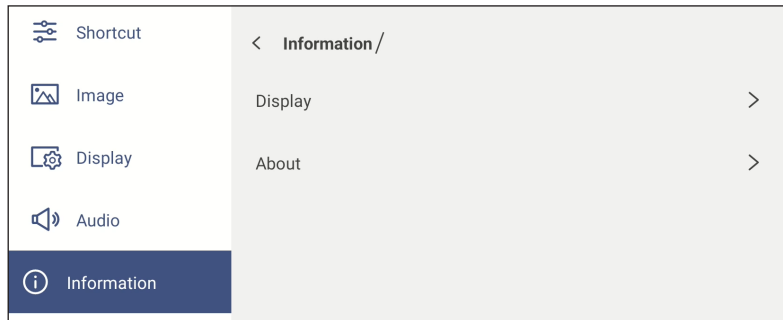 Shortcut
Image
Display
Audio
Information
< Information/
Display >
About >